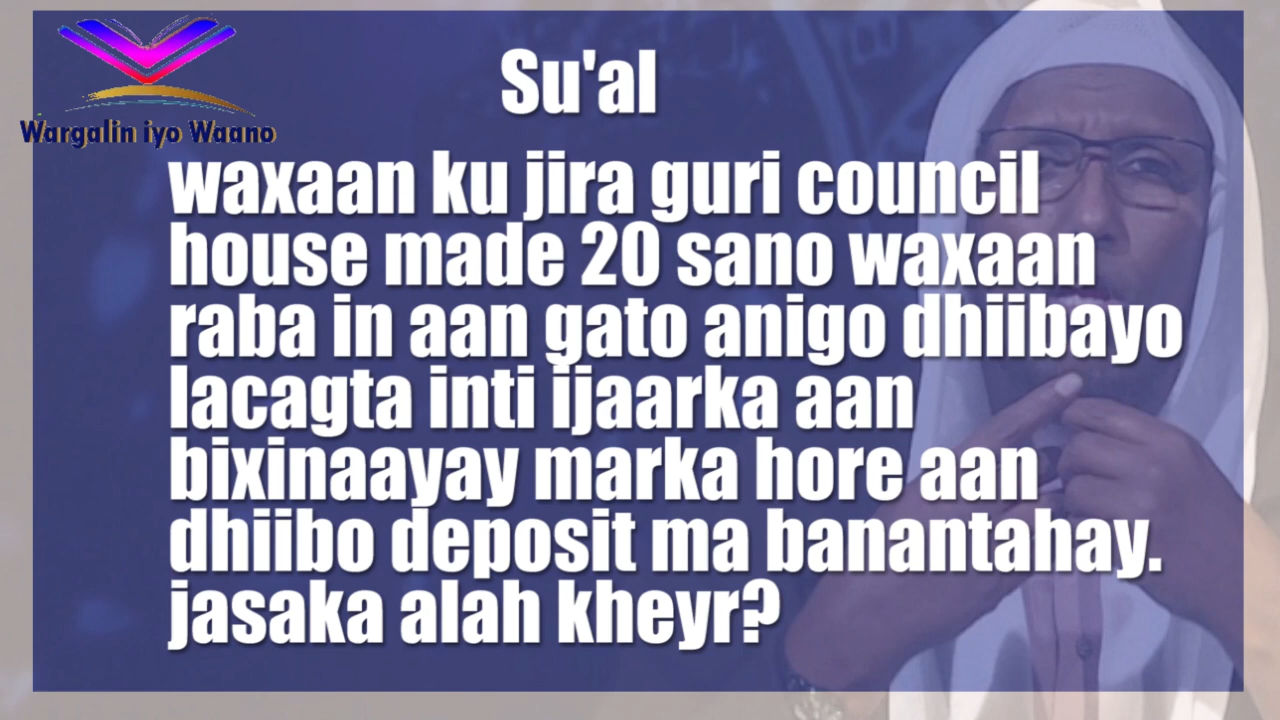 Wargalin iyo Waano
Su'al
waxaan ku jira guri council
house made 20 sano waxaan
raba in aan gato anigo dhiibayo
lacagta inti ijaarka aan
bixinaayay marka hore aan
dhiibo deposit ma banantahay.
jasaka alah kheyr?